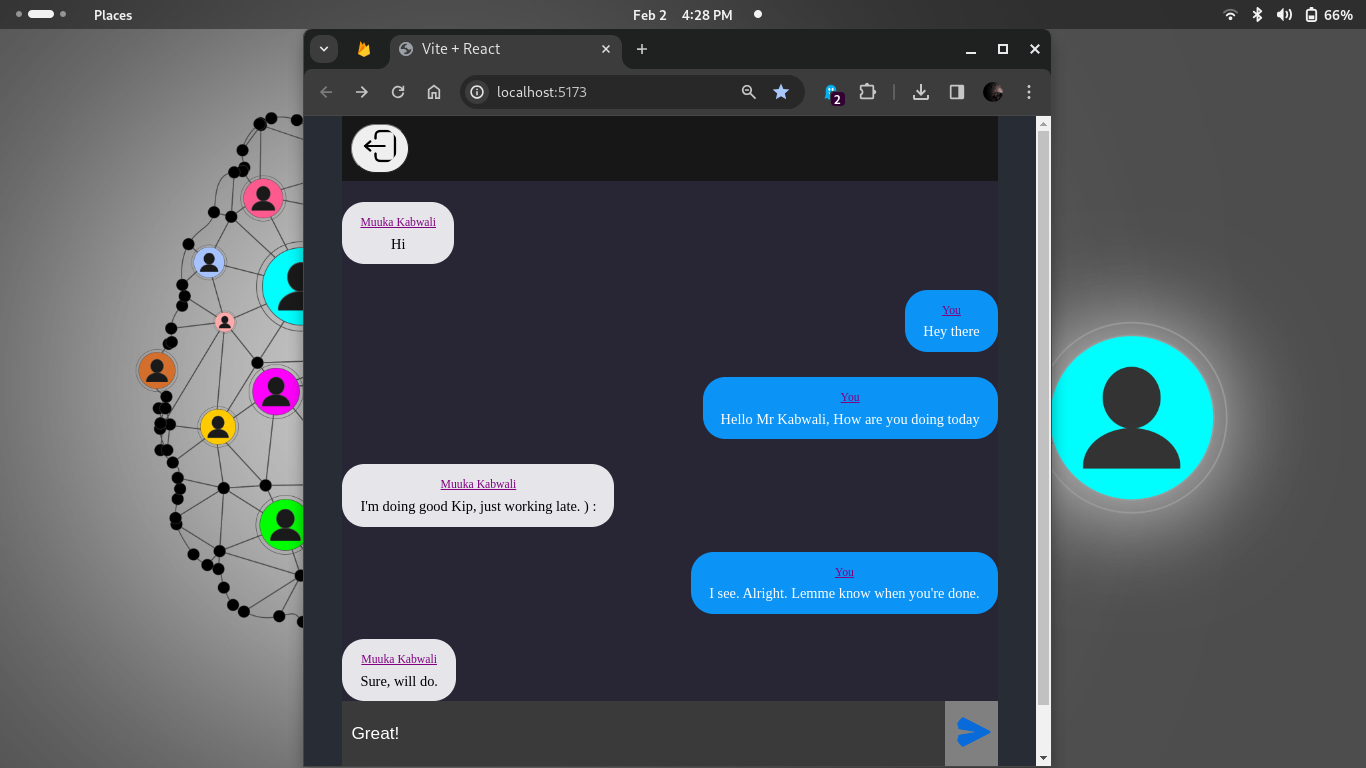 Places
Feb 2 4:28 PM
66%
Vite + React
localhost:5173
2
Muuka Kabwali
Hi
You
Hey there
You
Hello Mr Kabwali, How are you doing today
Muuka Kabwali
I'm doing good Kip, just working late. ) :
You
I see. Alright. Lemme know when you're done.
Muuka Kabwali
Sure, will do.
Great!